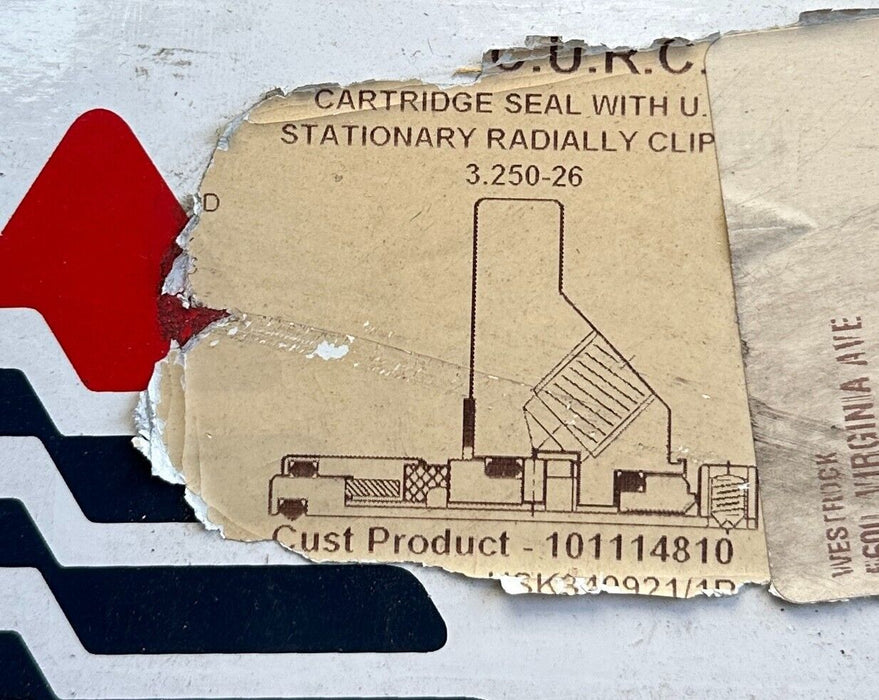 C.U.R.C.
CARTRIDGE SEAL WITH U.
STATIONARY RADIALLY CLIP
3.250-26
D
Cust Product - 101114810
WESTROCK
VIRGINIA AVE